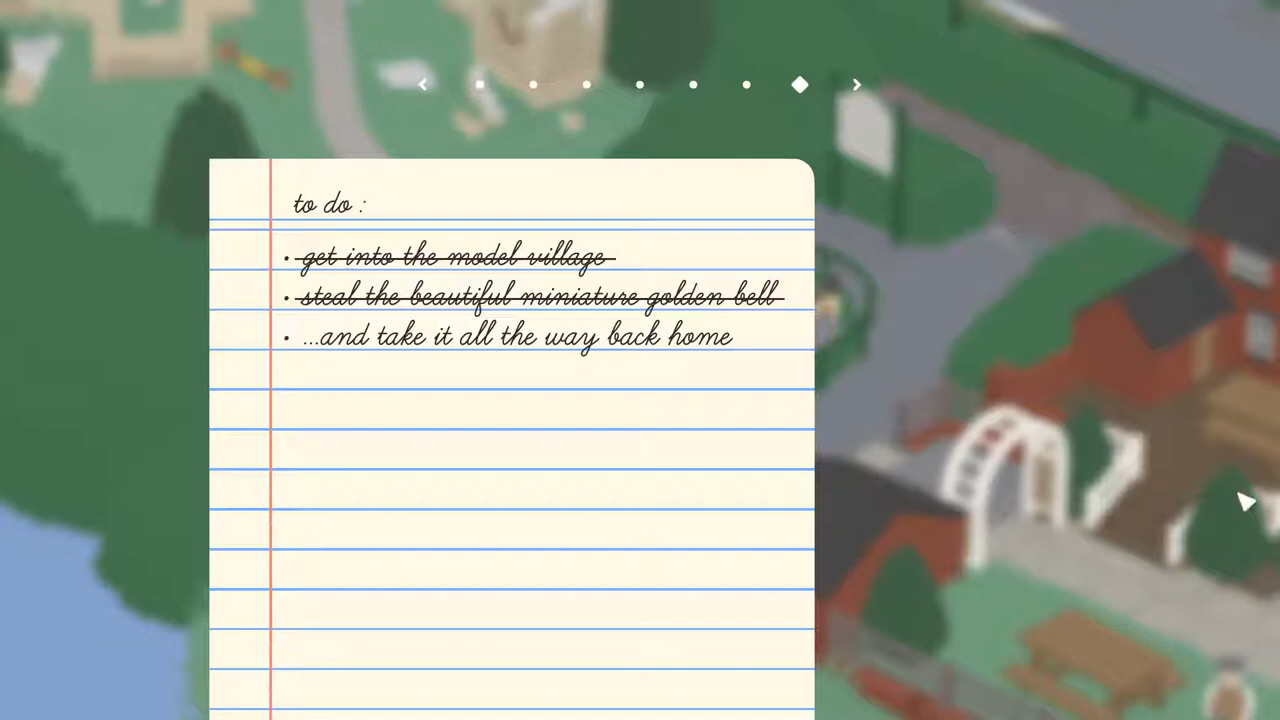 to do :
• get into the model village
• steal the beautiful miniature golden bell
• ...and take it all the way back home